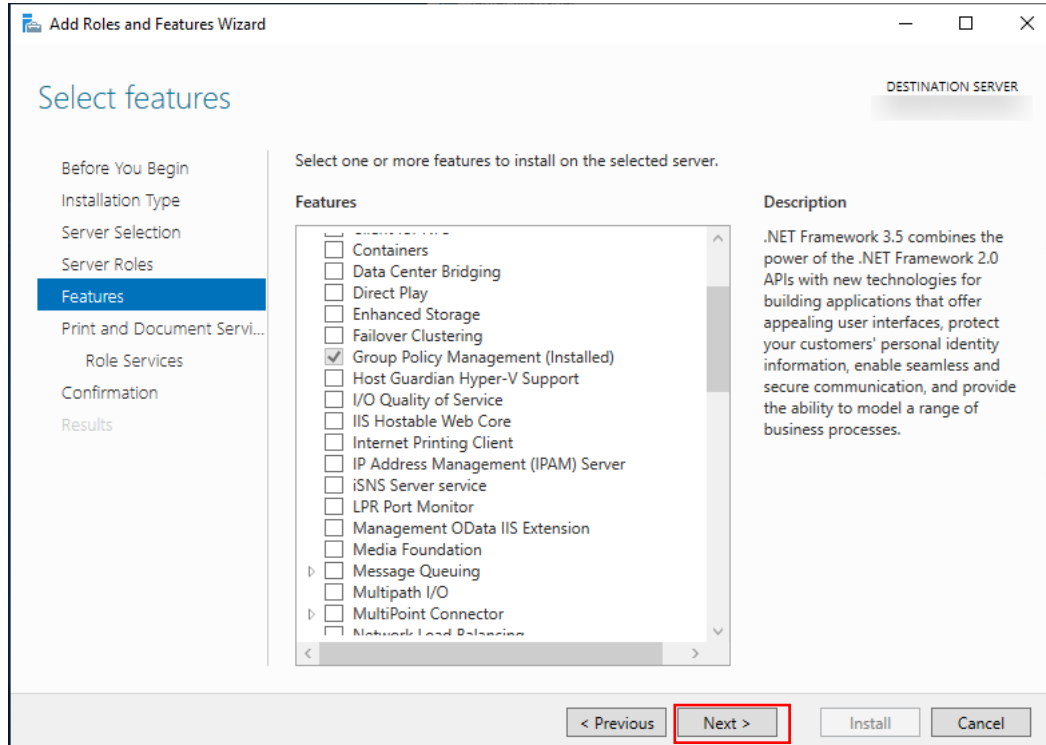 Add Roles and Features Wizard
Select features
DESTINATION SERVER
Before You Begin
Installation Type
Server Selection
Server Roles
Features
Print and Document Servi...
Role Services
Confirmation
Results
Select one or more features to install on the selected server.
Features
Containers
Data Center Bridging
Direct Play
Enhanced Storage
Failover Clustering
Group Policy Management (Installed)
Host Guardian Hyper-V Support
I/O Quality of Service
IIS Hostable Web Core
Internet Printing Client
IP Address Management (IPAM) Server
iSNS Server service
LPR Port Monitor
Management OData IIS Extension
Media Foundation
Message Queuing
Multipath I/O
MultiPoint Connector
Network Load Balancing
Description
.NET Framework 3.5 combines the
power of the .NET Framework 2.0
APIs with new technologies for
building applications that offer
appealing user interfaces, protect
your customers' personal identity
information, enable seamless and
secure communication, and provide
the ability to model a range of
business processes.
< Previous
Next >
Install
Cancel